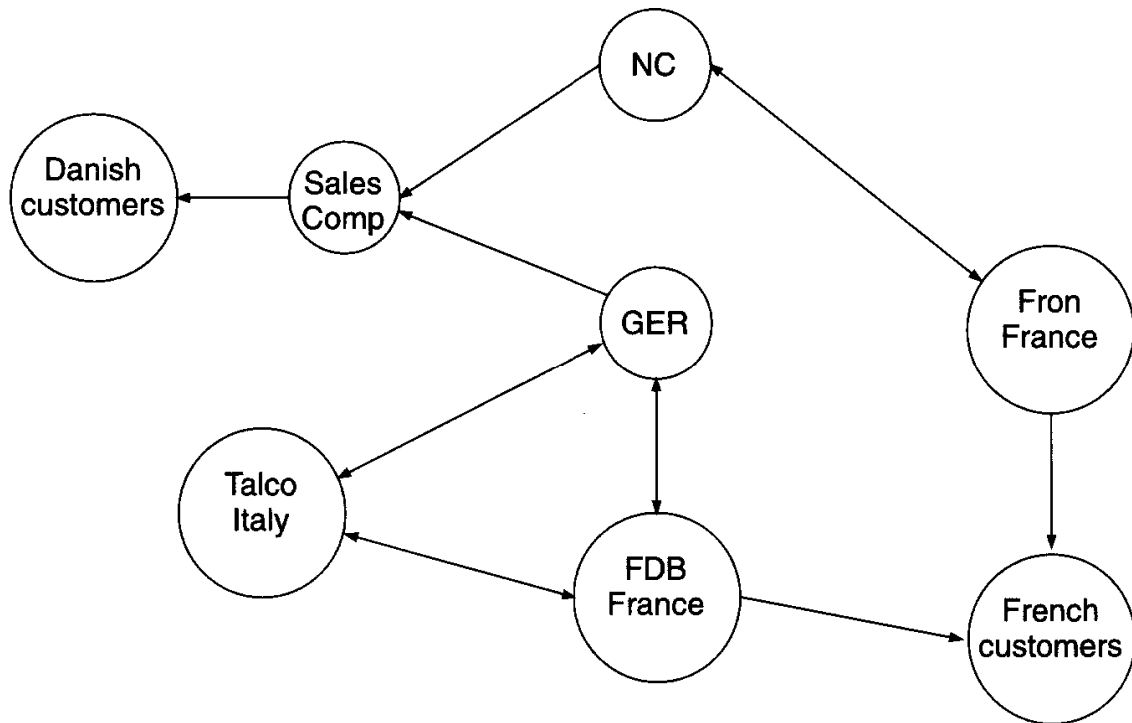 NC
Danish
customers
Sales
Comp
GER
Fron
France
Talco
Italy
FDB
France
French
customers